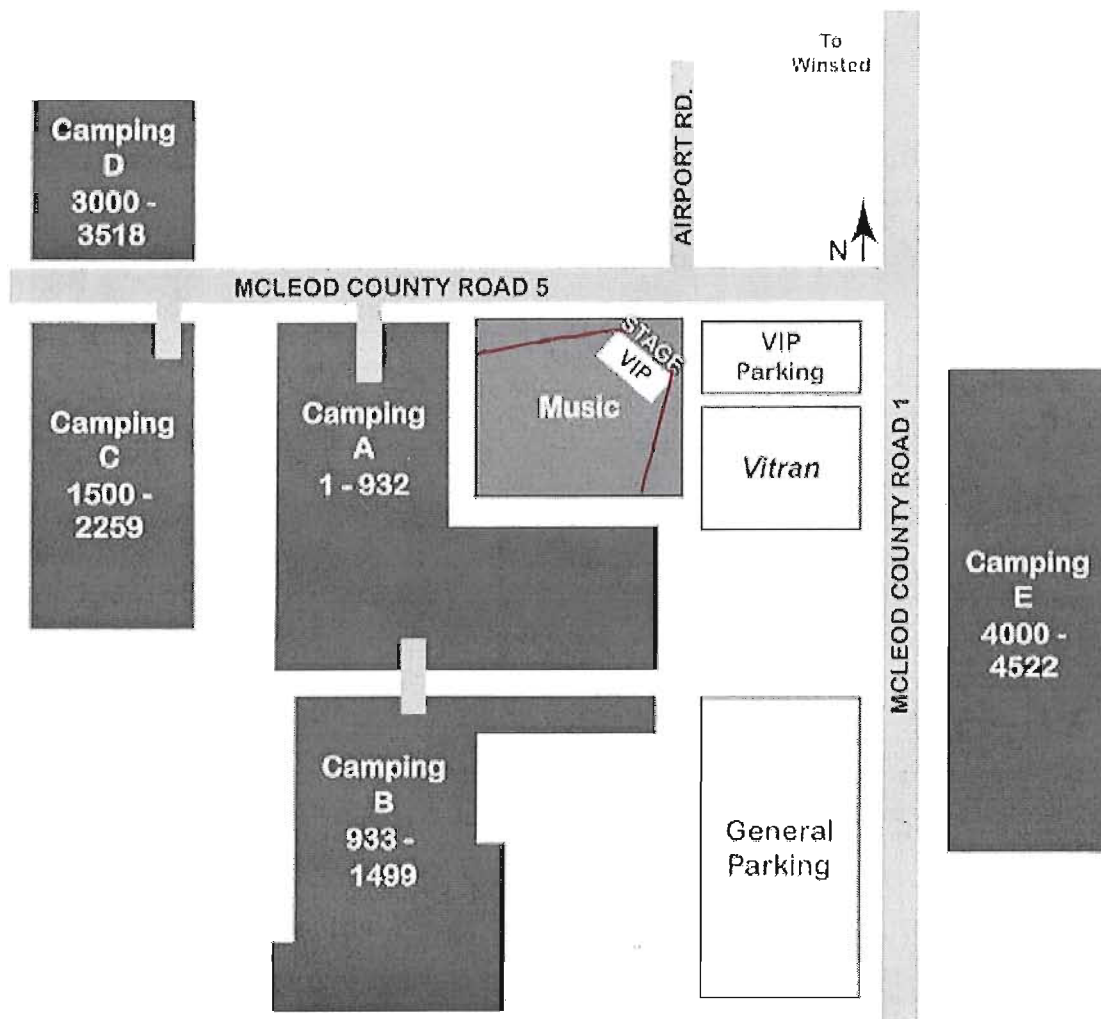 To
Winsted
AIRPORT RD.
Camping
D
3000 -
3518
N
MCLEOD COUNTY ROAD 5
STAGE
VIP
Music
VIP
Parking
Vitran
MCLEOD COUNTY ROAD 1
Camping
C
1500 -
2259
Camping
A
1 - 932
Camping
E
4000 -
4522
Camping
B
933 -
1499
General
Parking